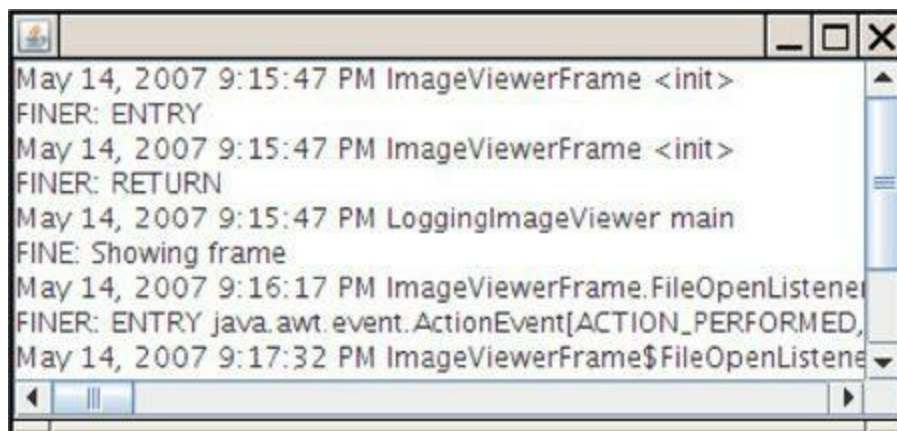 May 14, 2007 9:15:47 PM ImageViewerFrame <init>
FINER: ENTRY
May 14, 2007 9:15:47 PM ImageViewerFrame <init>
FINER: RETURN
May 14, 2007 9:15:47 PM LoggingImageViewer main
FINE: Showing frame
May 14, 2007 9:16:17 PM ImageViewerFrame.FileOpenListener
FINER: ENTRY java.awt.event.ActionEvent[ACTION_PERFORMED,
May 14, 2007 9:17:32 PM ImageViewerFrame$FileOpenListene